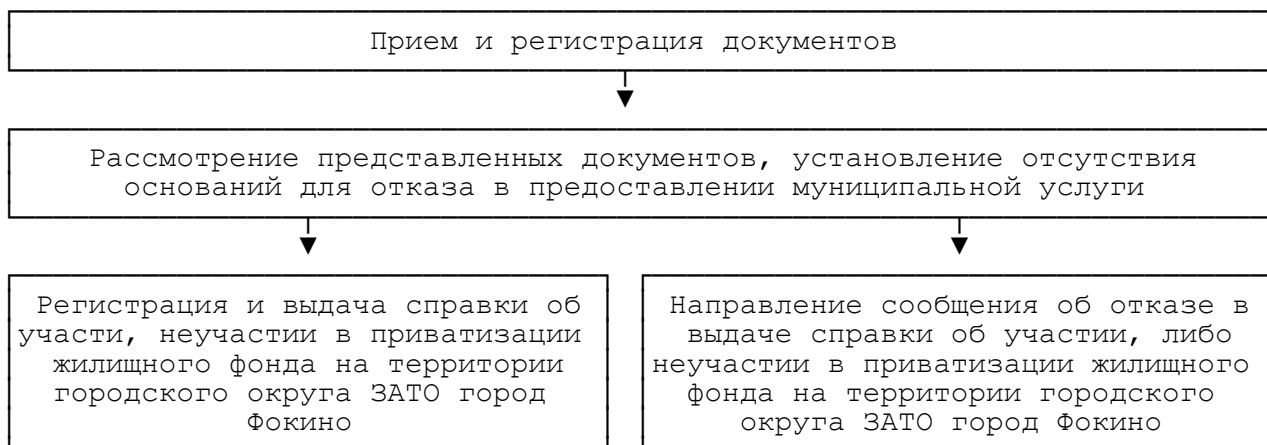 Прием и регистрация документов
Рассмотрение представленных документов, установление отсутствия
оснований для отказа в предоставлении муниципальной услуги
Регистрация и выдача справки об
участи, неучастии в приватизации
жилищного фонда на территории
городского округа ЗАТО город
Фокино
Направление сообщения об отказе в
выдаче справки об участии, либо
неучастии в приватизации жилищного
фонда на территории городского
округа ЗАТО город Фокино